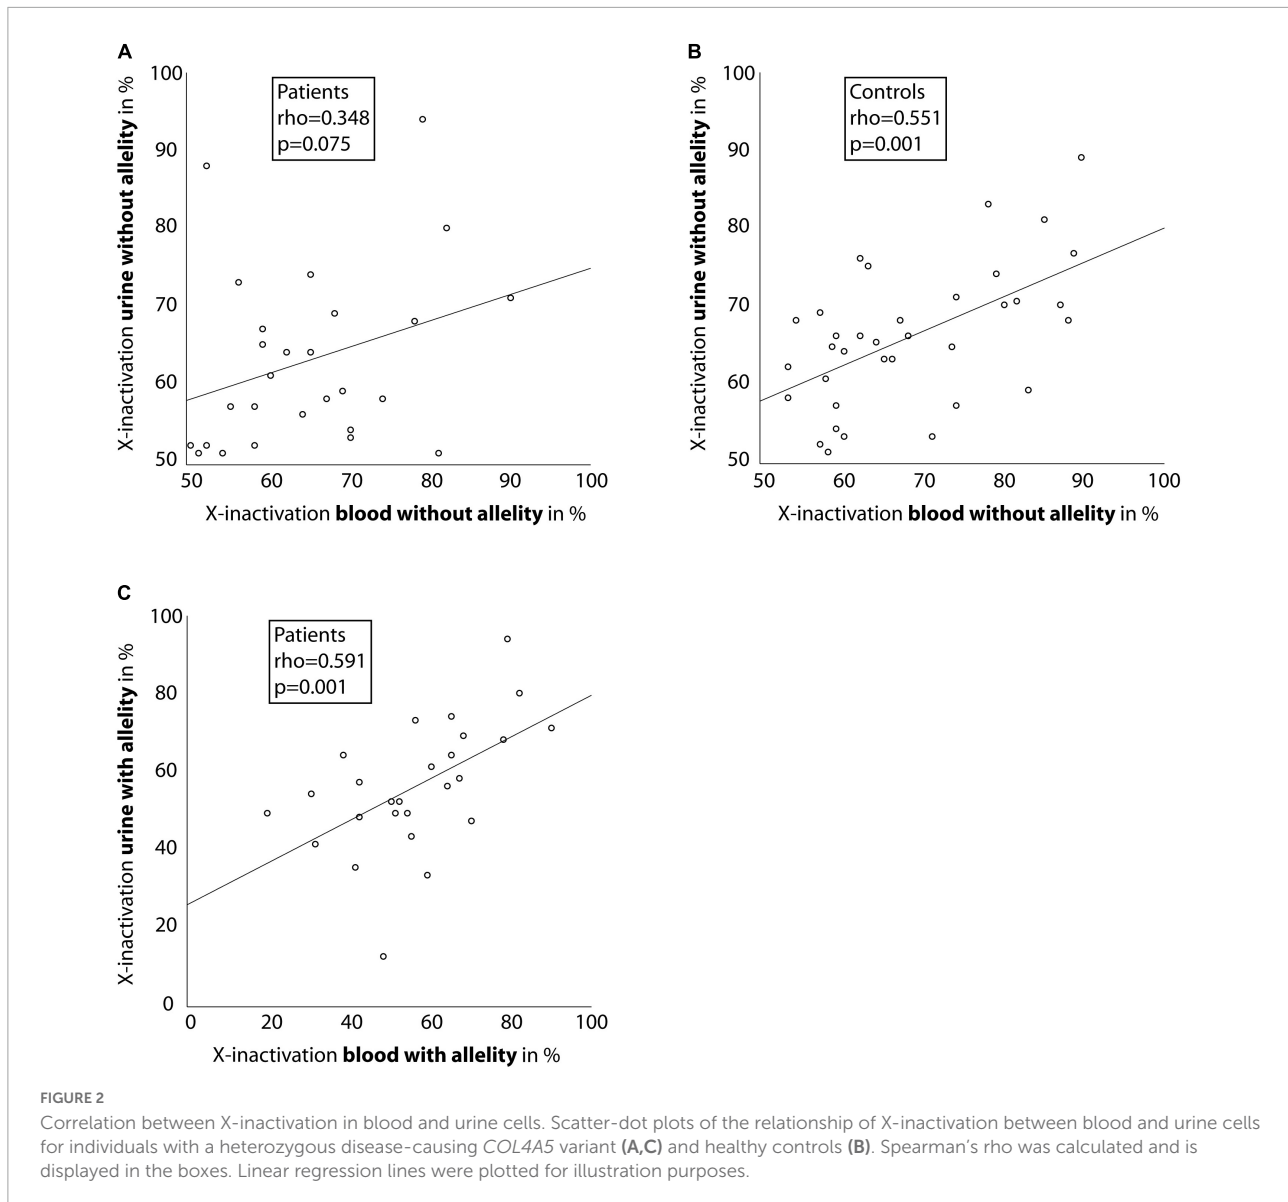 A
X-inactivation urine without allelity in %
100
90
80
70
60
50
Patients
rho=0.348
p=0.075
50 60 70 80 90 100
X-inactivation blood without allelity in %
B
X-inactivation urine without allelity in %
100
90
80
70
60
50
Controls
rho=0.551
p=0.001
50 60 70 80 90 100
X-inactivation blood without allelity in %
C
X-inactivation urine with allelity in %
100
80
60
40
20
0
Patients
rho=0.591
p=0.001
0 20 40 60 80 100
X-inactivation blood with allelity in %
FIGURE 2
Correlation between X-inactivation in blood and urine cells. Scatter-dot plots of the relationship of X-inactivation between blood and urine cells
for individuals with a heterozygous disease-causing COL4A5 variant (A,C) and healthy controls (B). Spearman's rho was calculated and is
displayed in the boxes. Linear regression lines were plotted for illustration purposes.